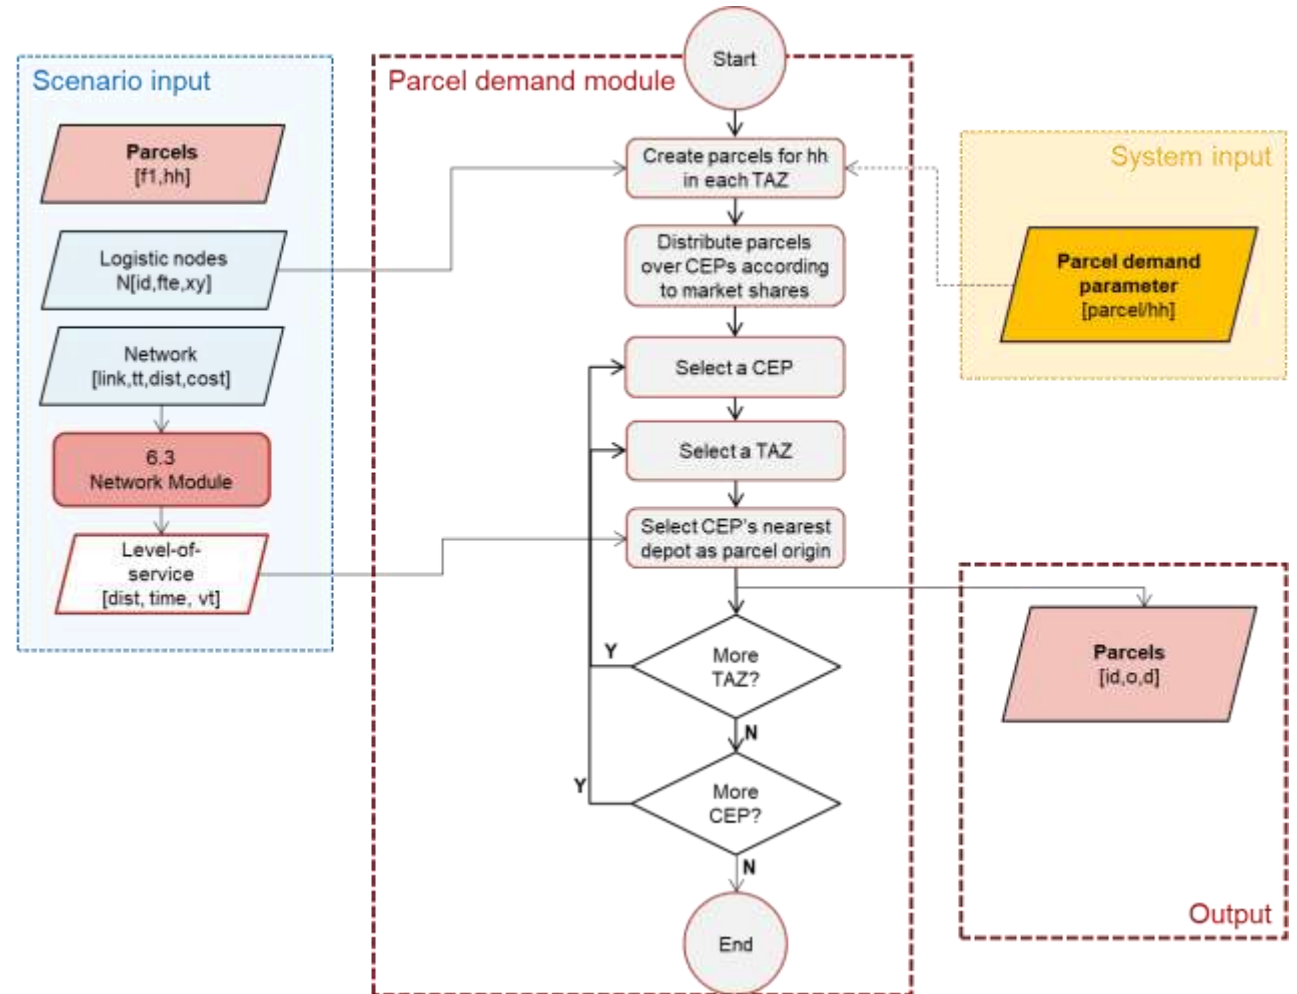 Scenario input
Parcels
[f1,hh]
Logistic nodes
N[id,fte,xy]
Network
[link,tt,dist,cost]
6.3
Network Module
Level-of-
service
[dist, time, vt]
Parcel demand module
Start
Create parcels for hh
in each TAZ
Distribute parcels
over CEPs according
to market shares
Select a CEP
Select a TAZ
Select CEP's nearest
depot as parcel origin
More
TAZ?
Y
N
More
CEP?
Y
N
End
System input
Parcel demand
parameter
[parcel/hh]
Parcels
[id,o,d]
Output